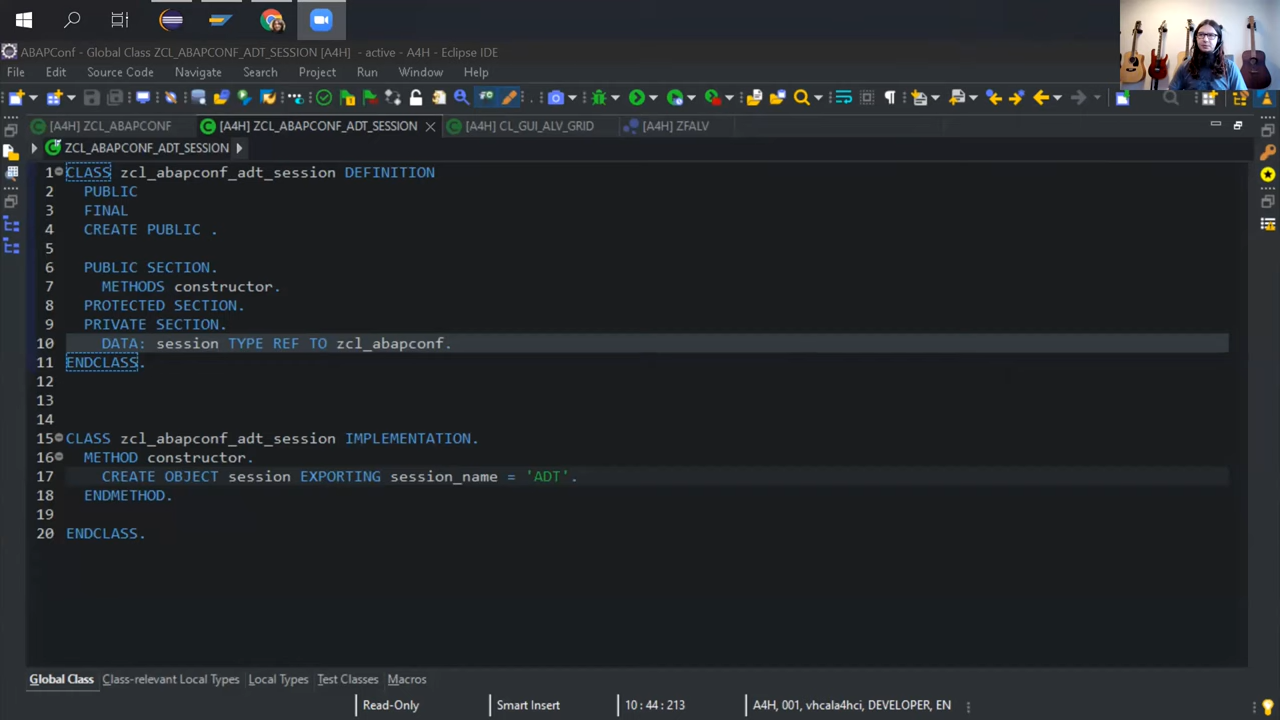 ABAPConf - Global Class ZCL_ABAPCONF_ADT_SESSION [A4H] - active - A4H - Eclipse IDE
File Edit Source Code Navigate Search Project Run Window Help
[A4H] ZCL_ABAPCONF [A4H] ZCL_ABAPCONF_ADT_SESSION [A4H] CL_GUI_ALV_GRID [A4H] ZFALV
ZCL_ABAPCONF_ADT_SESSION
1 CLASS zcl_abapconf_adt_session DEFINITION
2 PUBLIC
3 FINAL
4 CREATE PUBLIC .
5
6 PUBLIC SECTION.
7 METHODS constructor.
8 PROTECTED SECTION.
9 PRIVATE SECTION.
10 DATA: session TYPE REF TO zcl_abapconf.
11 ENDCLASS.
12
13
14
15 CLASS zcl_abapconf_adt_session IMPLEMENTATION.
16 METHOD constructor.
17 CREATE OBJECT session EXPORTING session_name = 'ADT'.
18 ENDMETHOD.
19
20 ENDCLASS.
Global Class Class-relevant Local Types Local Types Test Classes Macros
Read-Only Smart Insert 10 : 44 : 213 A4H, 001, vhcala4hci, DEVELOPER, EN